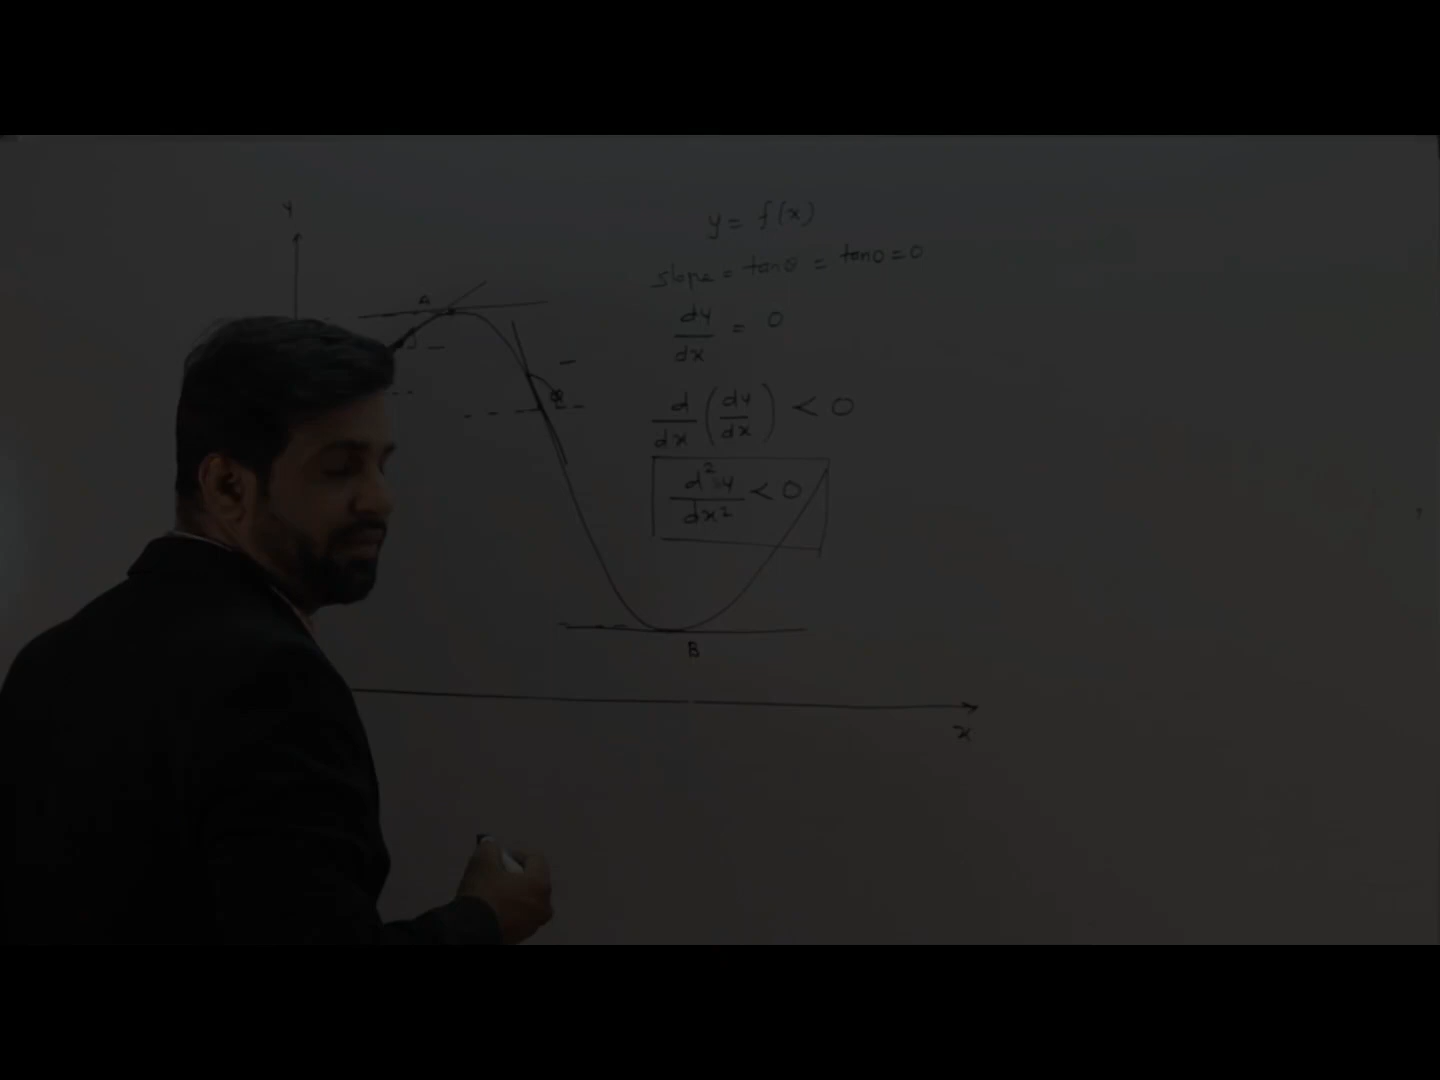 Y
y = f(x)
slope = tanθ = tan0 = 0
A
dy/dx = 0
d/dx (dy/dx) < 0
d²y/dx² < 0
B
x